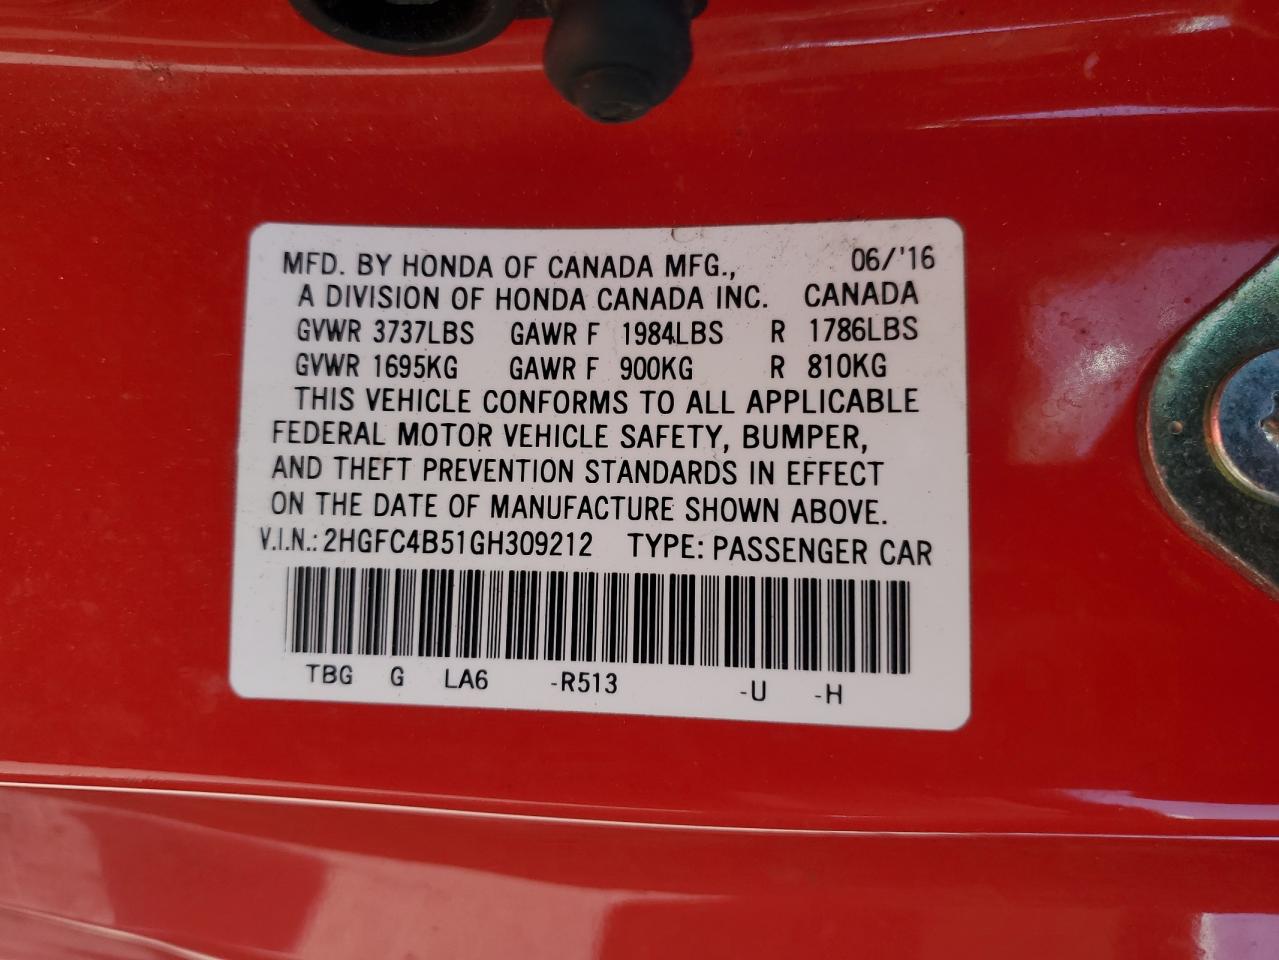 MFD. BY HONDA OF CANADA MFG., 06/'16
A DIVISION OF HONDA CANADA INC. CANADA
GVWR 3737LBS GAWR F 1984LBS R 1786LBS
GVWR 1695KG GAWR F 900KG R 810KG
THIS VEHICLE CONFORMS TO ALL APPLICABLE
FEDERAL MOTOR VEHICLE SAFETY, BUMPER,
AND THEFT PREVENTION STANDARDS IN EFFECT
ON THE DATE OF MANUFACTURE SHOWN ABOVE.
V.I.N.: 2HGFC4B51GH309212 TYPE: PASSENGER CAR
TBG G LA6 -R513 -U -H